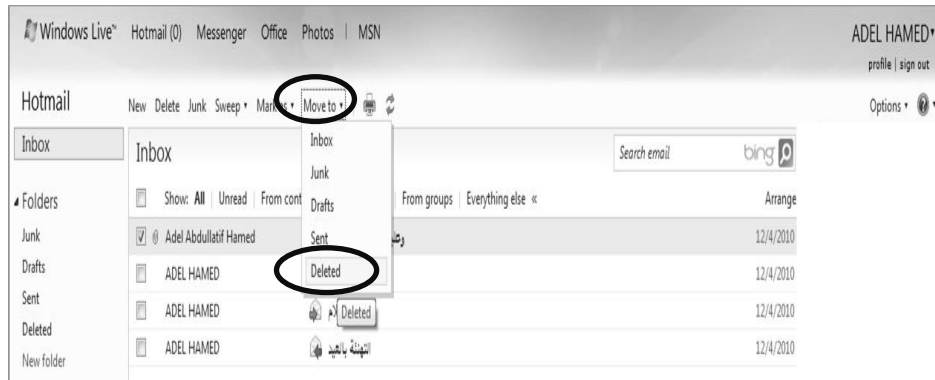 Windows Live™ Hotmail (0) Messenger Office Photos | MSN ADEL HAMED
profile | sign out
Hotmail New Delete Junk Sweep Mark as Move to Options
Inbox
Inbox
Search email bing
Show: All | Unread | From cont From groups | Everything else «
Arrange
Folders
Junk
Drafts
Sent
Deleted
New folder
Adel Abdullatif Hamed 12/4/2010
ADEL HAMED 12/4/2010
ADEL HAMED 12/4/2010
ADEL HAMED التهنئة بالعيد 12/4/2010
Inbox
Junk
Drafts
Sent
Deleted
Deleted